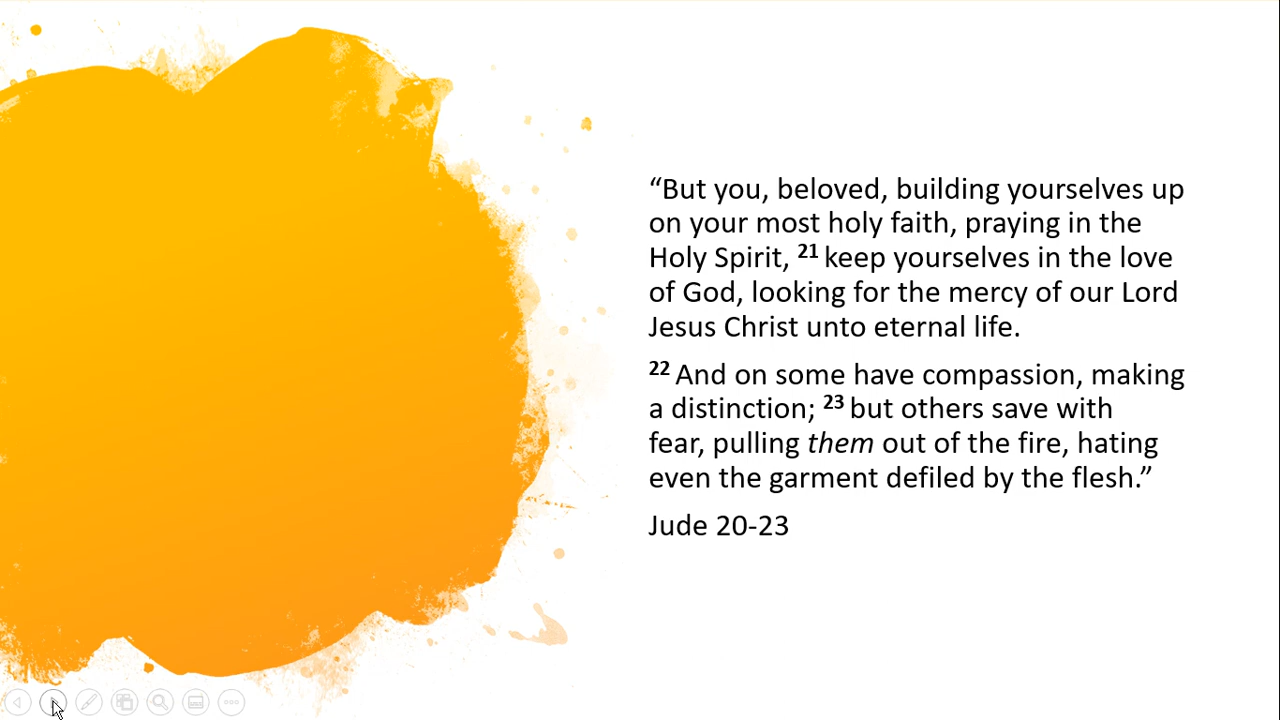 “But you, beloved, building yourselves up
on your most holy faith, praying in the
Holy Spirit, 21 keep yourselves in the love
of God, looking for the mercy of our Lord
Jesus Christ unto eternal life.
22 And on some have compassion, making
a distinction; 23 but others save with
fear, pulling them out of the fire, hating
even the garment defiled by the flesh.”
Jude 20-23